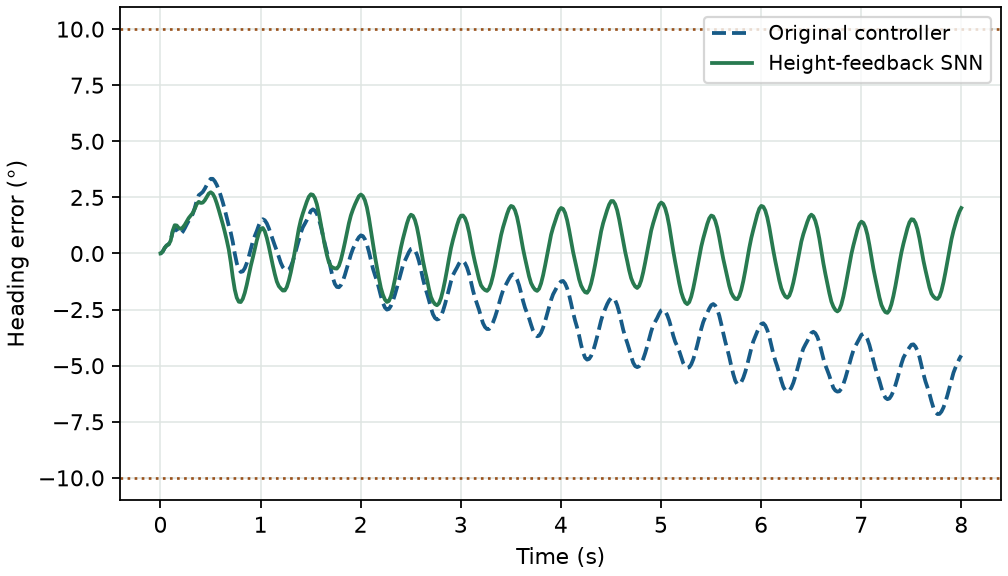 10.0
7.5
5.0
2.5
0.0
−2.5
−5.0
−7.5
−10.0
Heading error (°)
Original controller
Height-feedback SNN
0 1 2 3 4 5 6 7 8
Time (s)